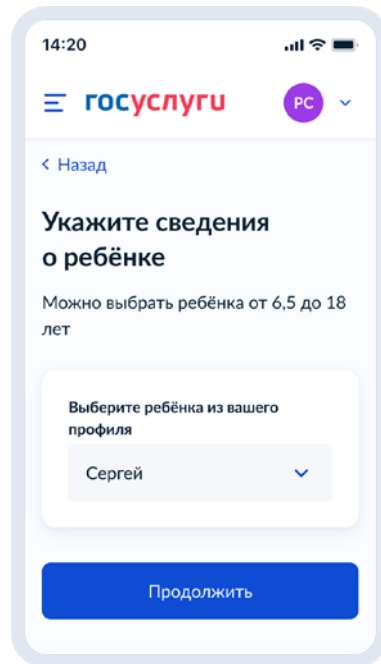 14:20
госуслуги
РС
Назад
Укажите сведения
о ребёнке
Можно выбрать ребёнка от 6,5 до 18
лет
Выберите ребёнка из вашего
профиля
Сергей
Продолжить